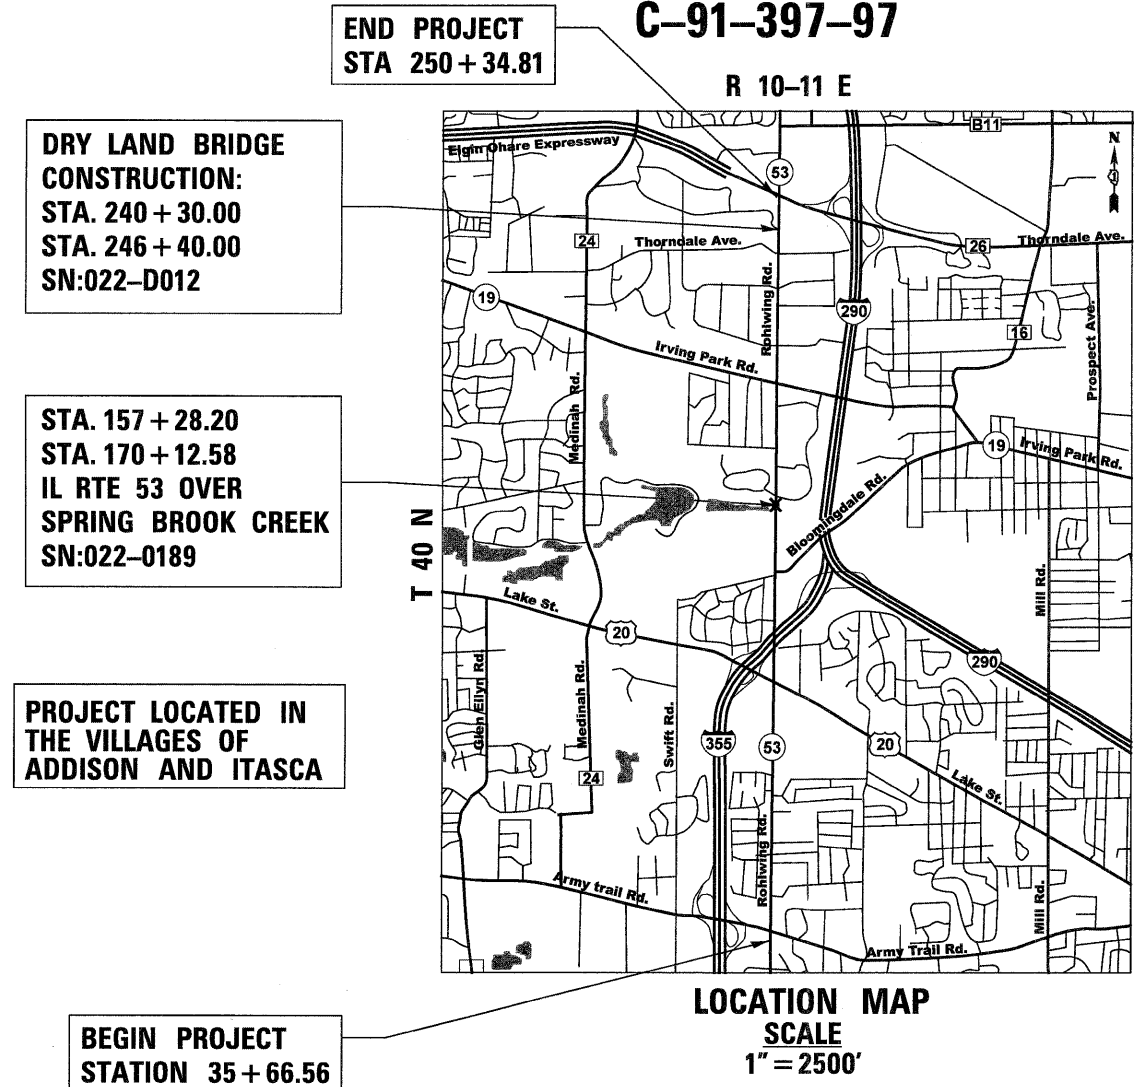 C–91–397–97
END PROJECT
STA 250+34.81
R 10–11 E
DRY LAND BRIDGE
CONSTRUCTION:
STA. 240+30.00
STA. 246+40.00
SN:022–D012
STA. 157+28.20
STA. 170+12.58
IL RTE 53 OVER
SPRING BROOK CREEK
SN:022–0189
PROJECT LOCATED IN
THE VILLAGES OF
ADDISON AND ITASCA
BEGIN PROJECT
STATION 35+66.56
T 40 N
Elgin Ohare Expressway
B11
N
53
24
Thorndale Ave.
26
Thorndale Ave.
19
Rohlwing Rd.
290
16
Prospect Ave.
Irving Park Rd.
Medinah Rd.
19
Irving Park Rd.
Bloomingdale Rd.
X
Lake St.
20
Mill Rd.
290
Glen Ellyn Rd.
Medinah Rd.
Swift Rd.
355
53
20
24
Lake St.
Rohlwing Rd.
Army trail Rd.
Mill Rd.
Army Trail Rd.
LOCATION MAP
SCALE
1"=2500'